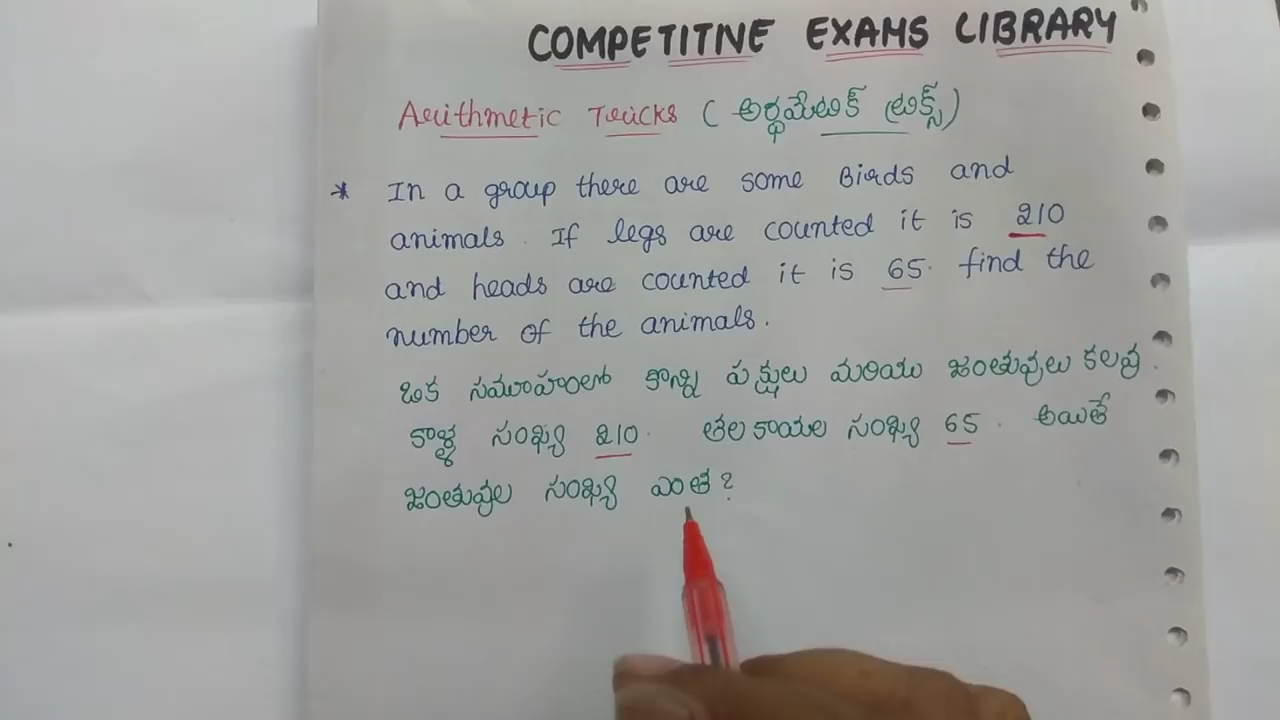 COMPETITIVE EXAMS LIBRARY
Arithmetic Tricks ( అర్థమేటిక్ ట్రిక్స్)
* In a group there are some Birds and
animals. If legs are counted it is 210
and heads are counted it is 65. find the
number of the animals.
ఒక సమూహంలో కొన్ని పక్షులు మరియు జంతువులు కలవు.
కాళ్ళ సంఖ్య 210. తలకాయల సంఖ్య 65. అయితే
జంతువుల సంఖ్య ఎంత?